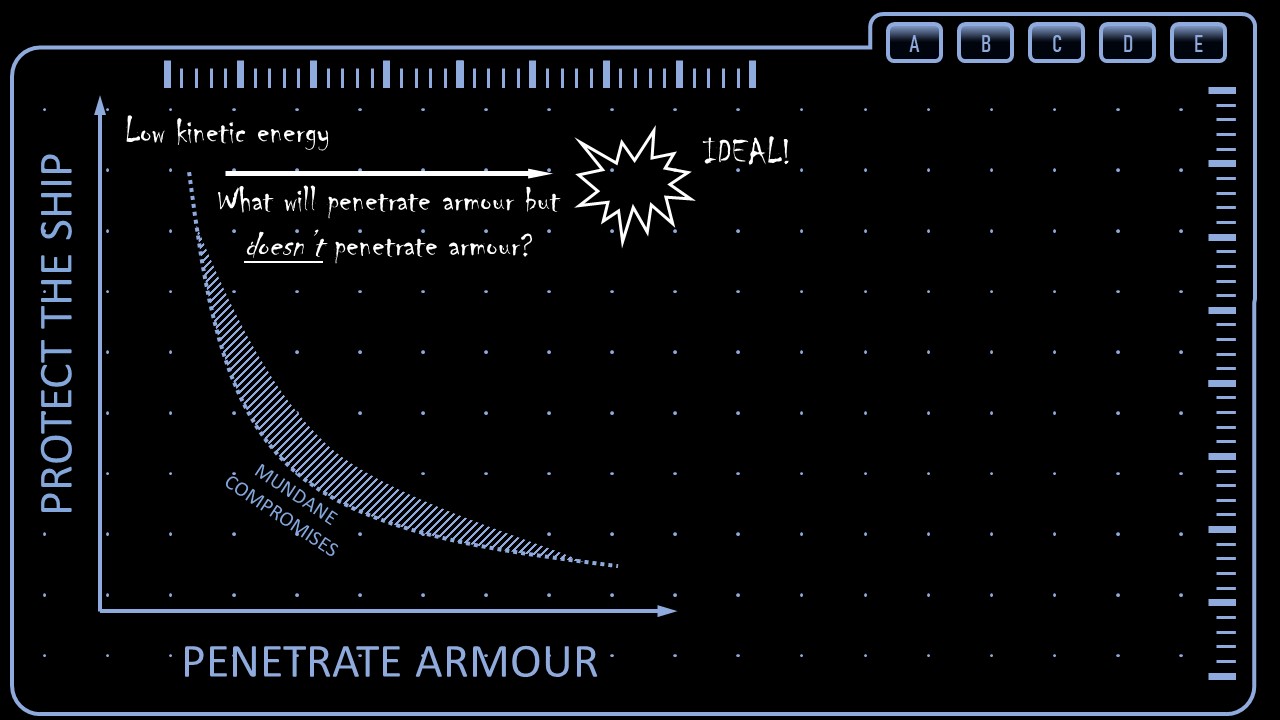 A B C D E
Low kinetic energy
IDEAL!
What will penetrate armour but
doesn't penetrate armour?
PROTECT THE SHIP
MUNDANE
COMPROMISES
PENETRATE ARMOUR